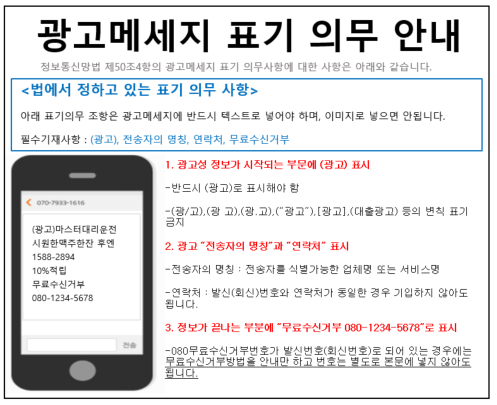 광고메세지 표기 의무 안내
정보통신망법 제50조4항의 광고메세지 표기 의무사항에 대한 사항은 아래와 같습니다.
<법에서 정하고 있는 표기 의무 사항>
아래 표기의무 조항은 광고메세지에 반드시 텍스트로 넣어야 하며, 이미지로 넣으면 안됩니다.
필수기재사항 : (광고), 전송자의 명칭, 연락처, 무료수신거부
070-7933-1616
(광고)마스터대리운전
시원한맥주한잔 후엔
1588-2894
10%적립
무료수신거부
080-1234-5678
전송
1. 광고성 정보가 시작되는 부문에 (광고) 표시
-반드시 (광고)로 표시해야 함
-(광/고),(광 고),(광.고),("광고"),[광고],(대출광고) 등의 변칙 표기
금지
2. 광고 "전송자의 명칭"과 "연락처" 표시
-전송자의 명칭 : 전송자를 식별가능한 업체명 또는 서비스명
-연락처 : 발신(회신)번호와 연락처가 동일한 경우 기입하지 않아도
됩니다.
3. 정보가 끝나는 부문에 "무료수신거부 080-1234-5678"로 표시
-080무료수신거부번호가 발신번호(회신번호)로 되어 있는 경우에는
무료수신거부방법을 안내만 하고 번호는 별도로 본문에 넣지 않아도
됩니다.